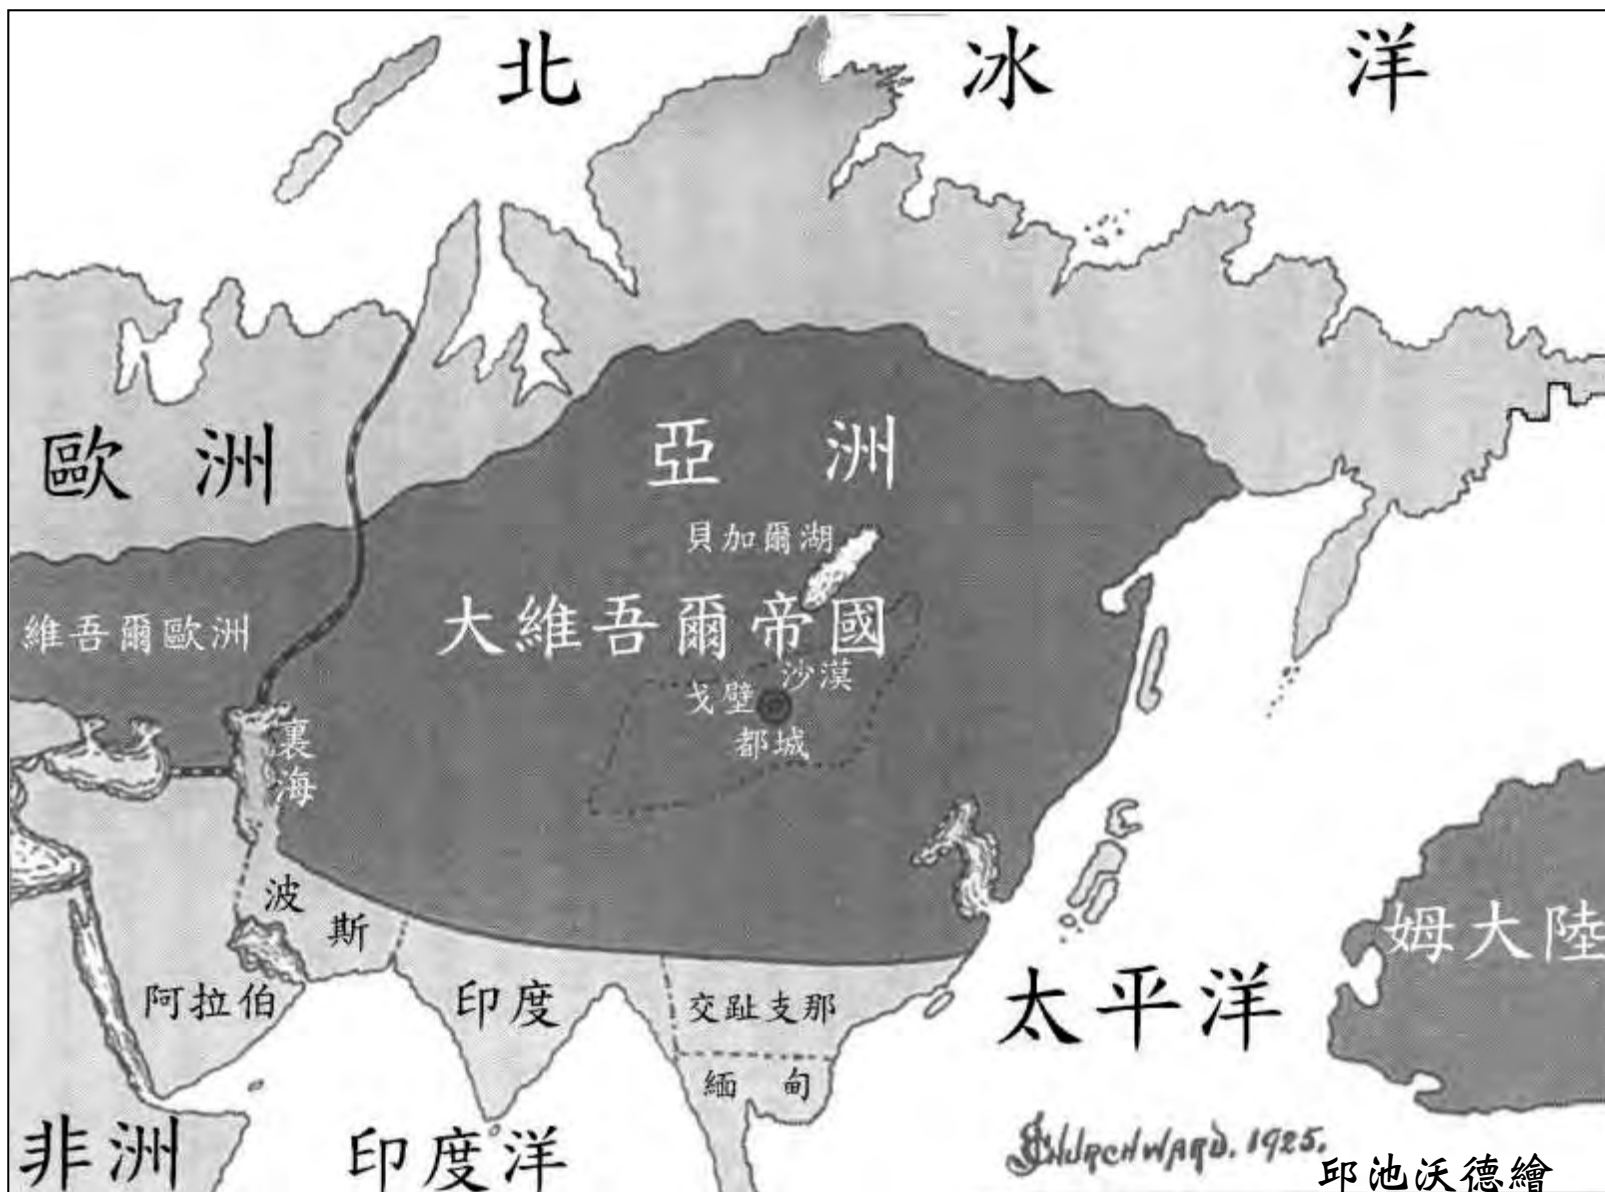 北 冰 洋
歐 洲
亞 洲
貝加爾湖
大維吾爾帝國
維吾爾歐洲
沙漠
戈壁
都城
裏海
波斯
姆大陸
阿拉伯
印度
交趾支那
太平洋
緬甸
非洲
印度洋
J CHURCHWARD. 1925.
邱池沃德繪